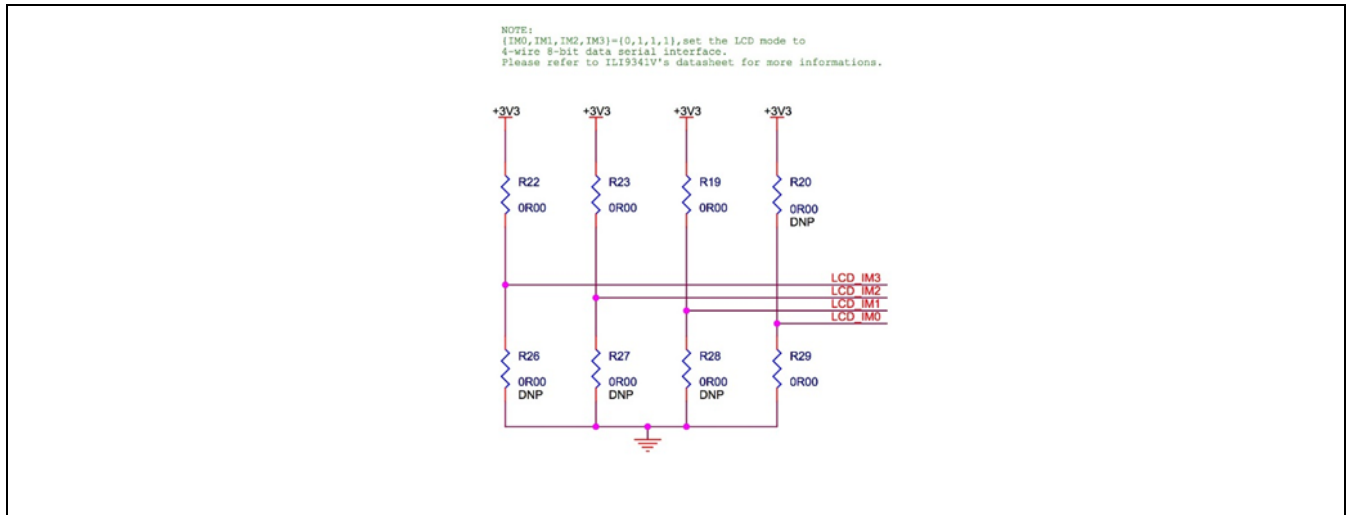 NOTE:
{IM0,IM1,IM2,IM3}={0,1,1,1},set the LCD mode to
4-wire 8-bit data serial interface.
Please refer to ILI9341V's datasheet for more informations.
+3V3 +3V3 +3V3 +3V3
R22 R23 R19 R20
0R00 0R00 0R00 0R00
DNP
LCD_IM3
LCD_IM2
LCD_IM1
LCD_IM0
R26 R27 R28 R29
0R00 0R00 0R00 0R00
DNP DNP DNP